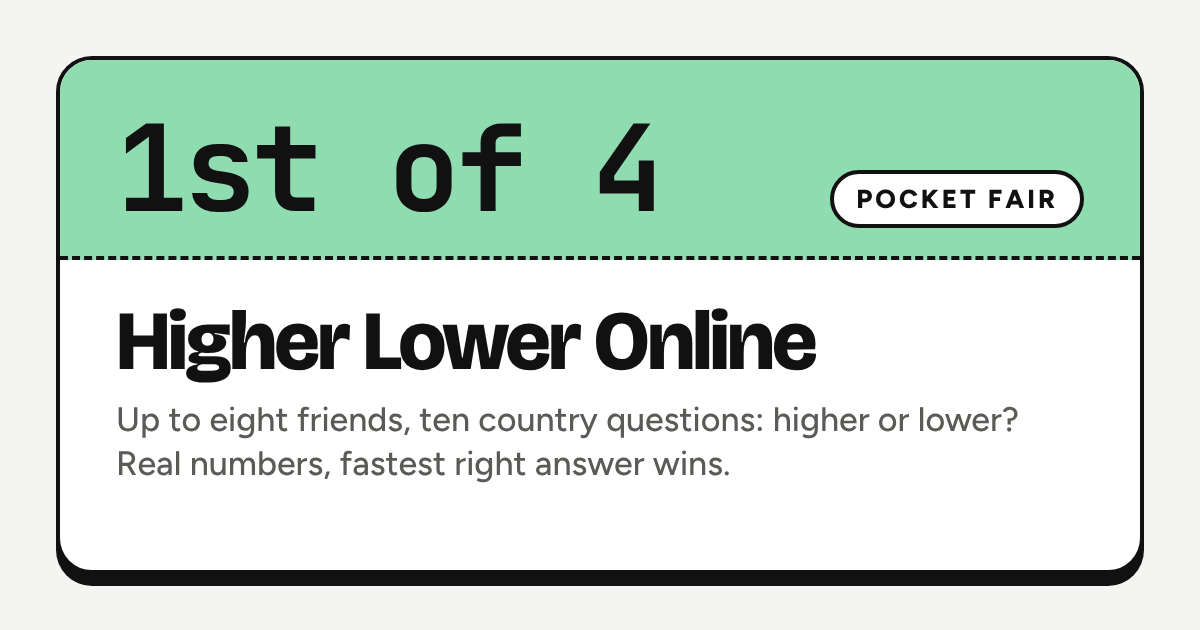 1st of 4
POCKET FAIR
Higher Lower Online
Up to eight friends, ten country questions: higher or lower?
Real numbers, fastest right answer wins.